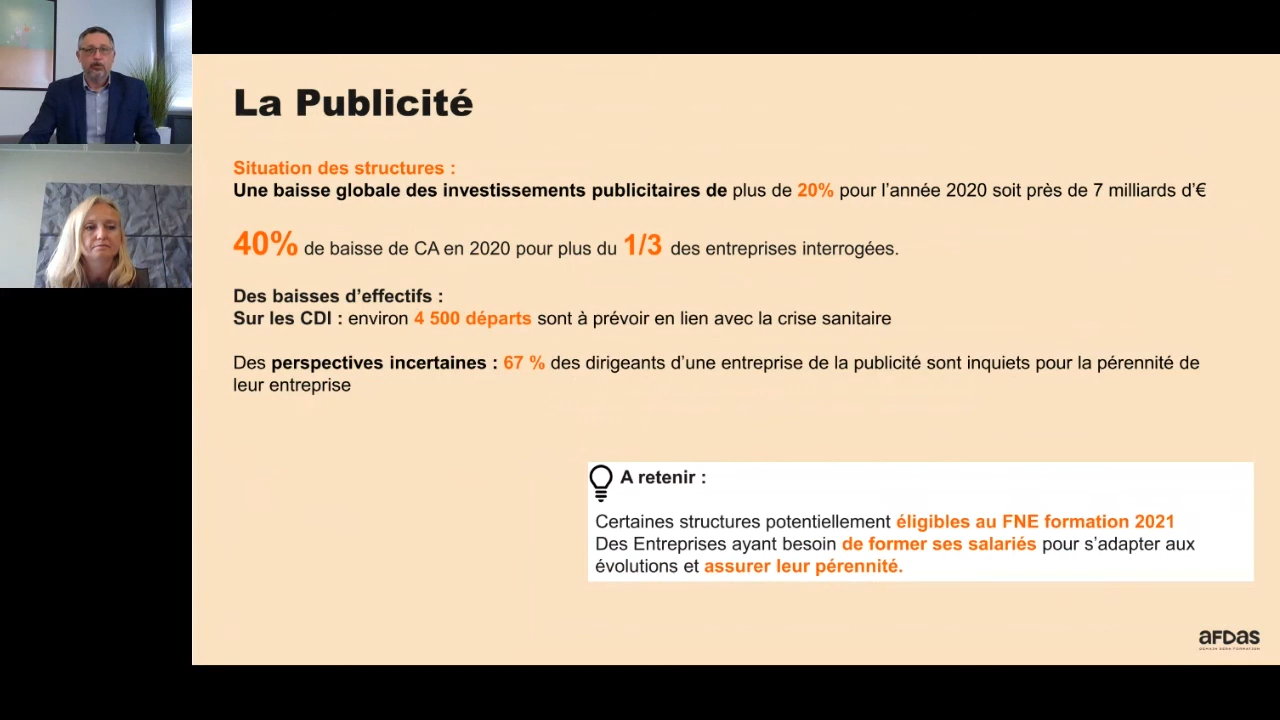 La Publicité
Situation des structures :
Une baisse globale des investissements publicitaires de plus de 20% pour l'année 2020 soit près de 7 milliards d'€
40% de baisse de CA en 2020 pour plus du 1/3 des entreprises interrogées.
Des baisses d'effectifs :
Sur les CDI : environ 4 500 départs sont à prévoir en lien avec la crise sanitaire
Des perspectives incertaines : 67 % des dirigeants d'une entreprise de la publicité sont inquiets pour la pérennité de
leur entreprise
A retenir :
Certaines structures potentiellement éligibles au FNE formation 2021
Des Entreprises ayant besoin de former ses salariés pour s'adapter aux
évolutions et assurer leur pérennité.
aFDas
DEMAIN SERA FORMATION